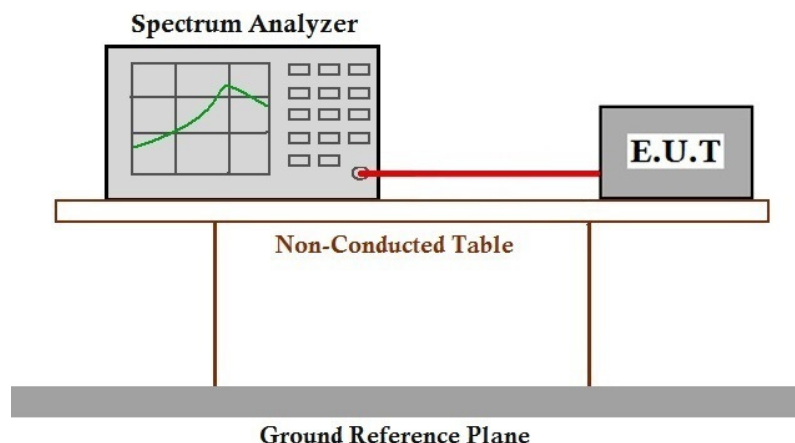 Spectrum Analyzer
E.U.T
Non-Conducted Table
Ground Reference Plane